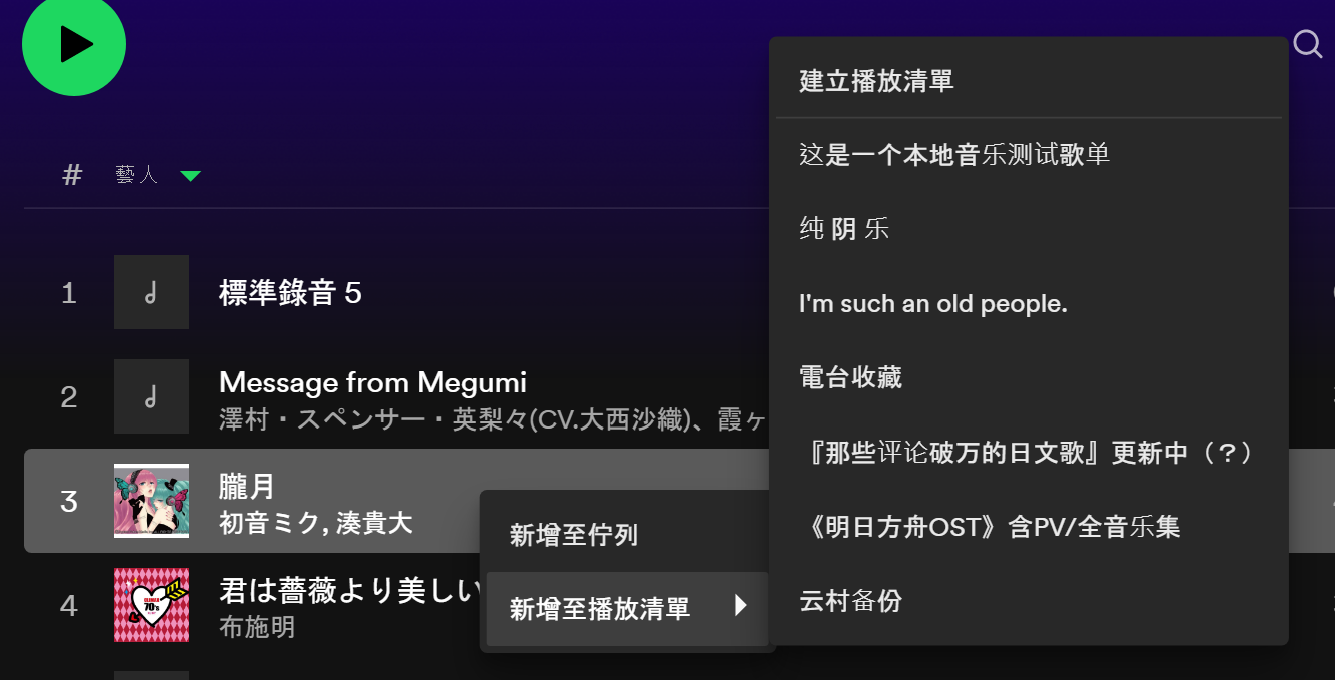 建立播放清單
这是一个本地音乐测试歌单
纯 阴 乐
I'm such an old people.
電台收藏
『那些评论破万的日文歌』更新中（？）
《明日方舟OST》含PV/全音乐集
云村备份
# 藝人
1 標準錄音 5
2 Message from Megumi
澤村・スペンサー・英梨々(CV.大西沙織)、霞ヶ
3 朧月
初音ミク, 湊貴大
新增至佇列
新增至播放清單
4 君は薔薇より美しい
布施明
70's